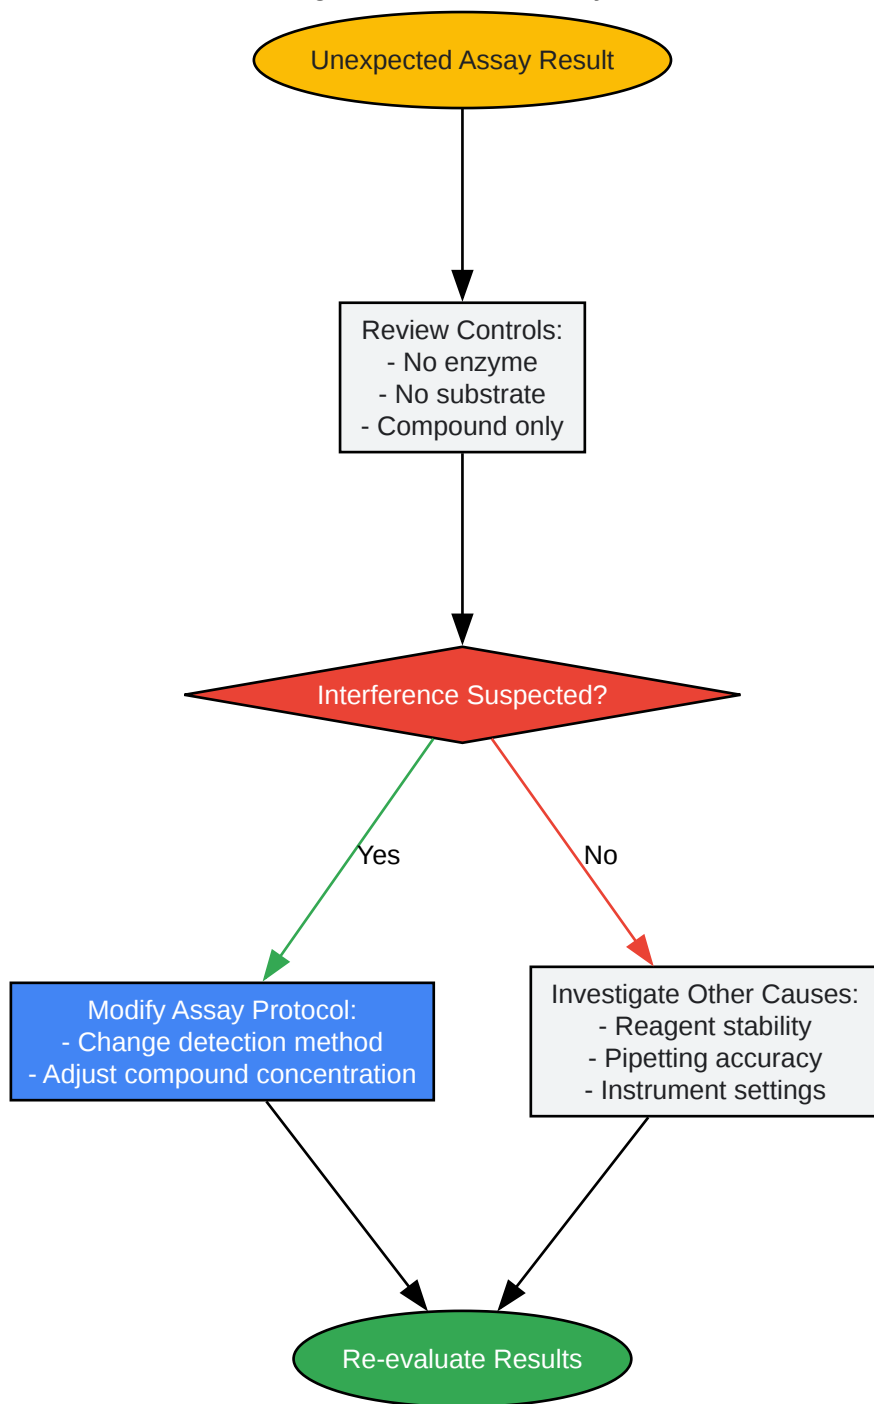 Unexpected Assay Result
Review Controls:
- No enzyme
- No substrate
- Compound only
Interference Suspected?
Yes
No
Modify Assay Protocol:
- Change detection method
- Adjust compound concentration
Investigate Other Causes:
- Reagent stability
- Pipetting accuracy
- Instrument settings
Re-evaluate Results